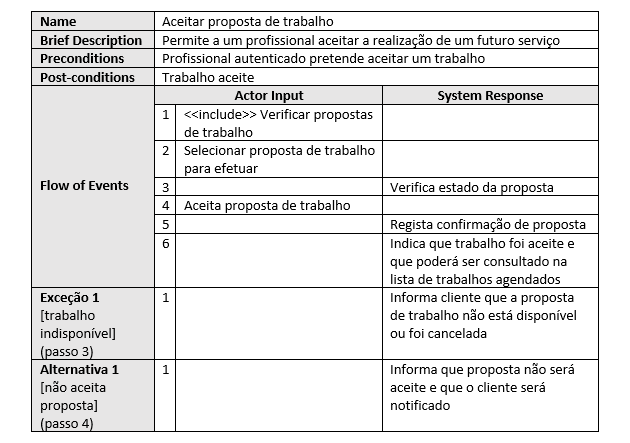 Name Aceitar proposta de trabalho
Brief Description Permite a um profissional aceitar a realização de um futuro serviço
Preconditions Profissional autenticado pretende aceitar um trabalho
Post-conditions Trabalho aceite
Flow of Events
Actor Input System Response
1 <<include>> Verificar propostas
de trabalho
2 Selecionar proposta de trabalho
para efetuar
3 Verifica estado da proposta
4 Aceita proposta de trabalho
5 Regista confirmação de proposta
6 Indica que trabalho foi aceite e
que poderá ser consultado na
lista de trabalhos agendados
Exceção 1
[trabalho
indisponível]
(passo 3)
1 Informa cliente que a proposta
de trabalho não está disponível
ou foi cancelada
Alternativa 1
[não aceita
proposta]
(passo 4)
1 Informa que proposta não será
aceite e que o cliente será
notificado